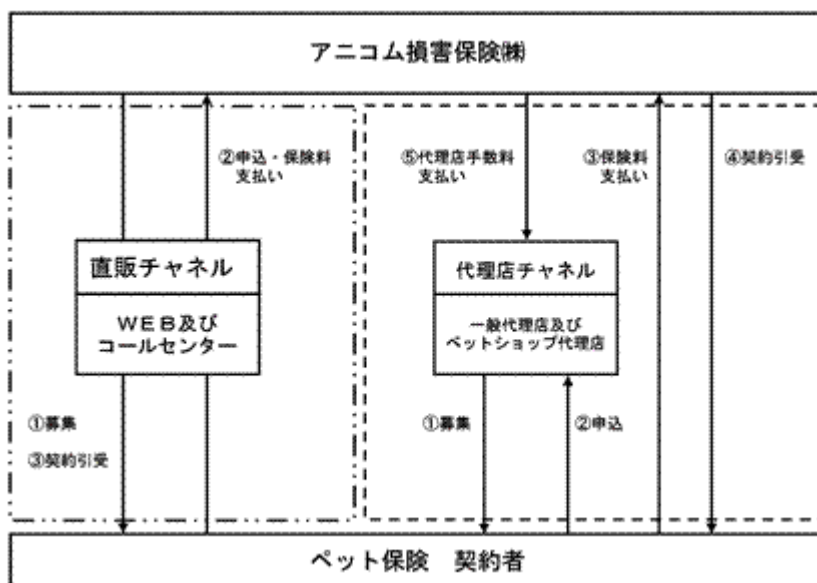 アニコム損害保険㈱
②申込・保険料
支払い
⑤代理店手数料
支払い
③保険料
支払い
④契約引受
直販チャネル
WEB及び
コールセンター
代理店チャネル
一般代理店及び
ペットショップ代理店
①募集
③契約引受
①募集
②申込
ペット保険　契約者